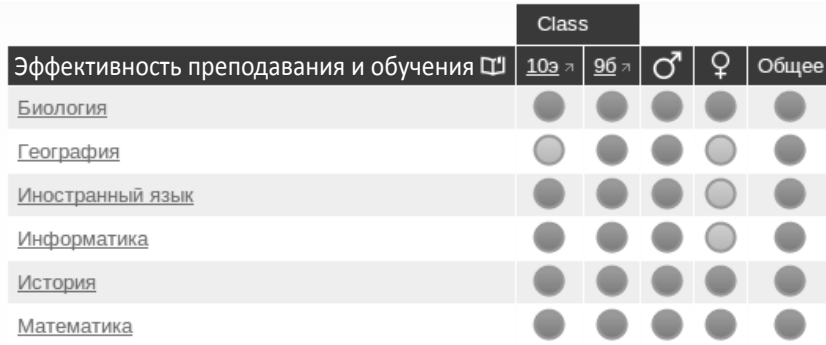 Class
Эффективность преподавания и обучения 10э 9б ♂ ♀ Общее
Биология
География
Иностранный язык
Информатика
История
Математика